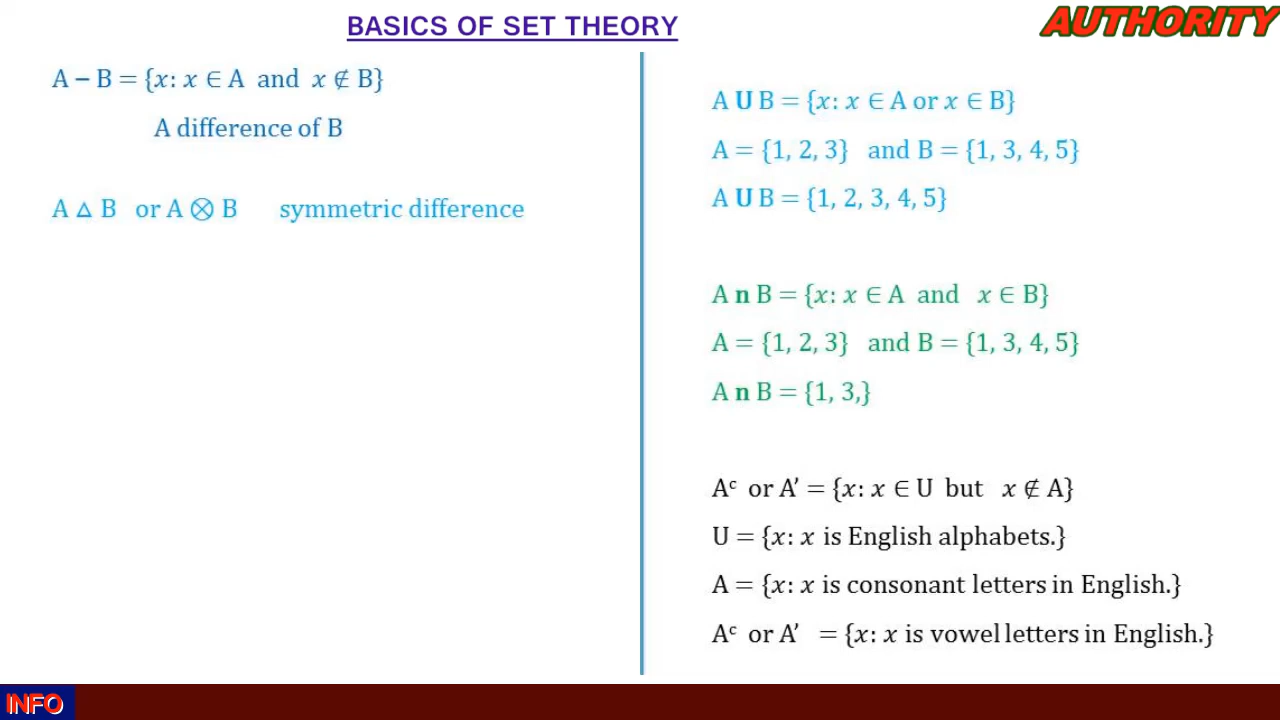 BASICS OF SET THEORY
AUTHORITY
A – B = {x: x ∈ A and x ∉ B}
A difference of B
A △ B or A ⊗ B symmetric difference
A U B = {x: x ∈ A or x ∈ B}
A = {1, 2, 3} and B = {1, 3, 4, 5}
A U B = {1, 2, 3, 4, 5}
A n B = {x: x ∈ A and x ∈ B}
A = {1, 2, 3} and B = {1, 3, 4, 5}
A n B = {1, 3,}
Aᶜ or A’ = {x: x ∈ U but x ∉ A}
U = {x: x is English alphabets.}
A = {x: x is consonant letters in English.}
Aᶜ or A’ = {x: x is vowel letters in English.}
INFO